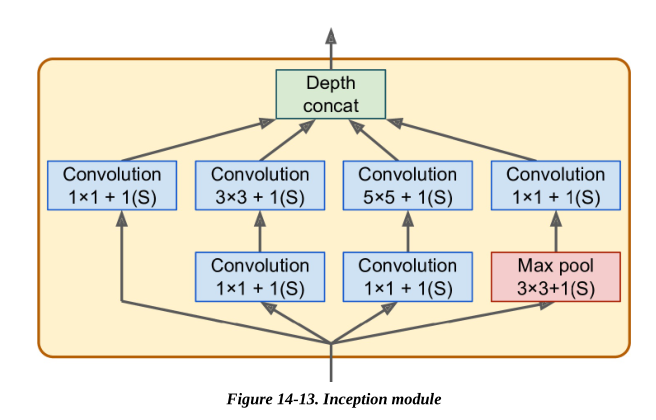 Depth
concat
Convolution
1×1 + 1(S)
Convolution
3×3 + 1(S)
Convolution
5×5 + 1(S)
Convolution
1×1 + 1(S)
Convolution
1×1 + 1(S)
Convolution
1×1 + 1(S)
Max pool
3×3+1(S)
Figure 14-13. Inception module